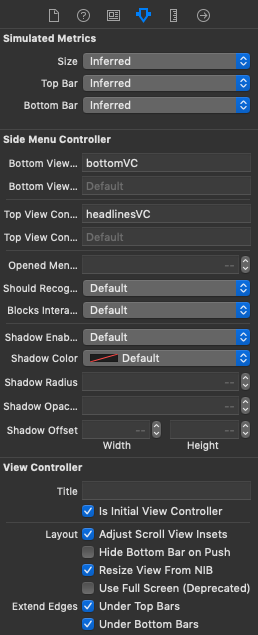 Simulated Metrics
Size Inferred
Top Bar Inferred
Bottom Bar Inferred
Side Menu Controller
Bottom View... bottomVC
Bottom View... Default
Top View Con... headlinesVC
Top View Con... Default
Opened Men... --
Should Recog... Default
Blocks Intera... Default
Shadow Enab... Default
Shadow Color Default
Shadow Radius --
Shadow Opac... --
Shadow Offset -- --
Width Height
View Controller
Title
Is Initial View Controller
Layout Adjust Scroll View Insets
Hide Bottom Bar on Push
Resize View From NIB
Use Full Screen (Deprecated)
Extend Edges Under Top Bars
Under Bottom Bars